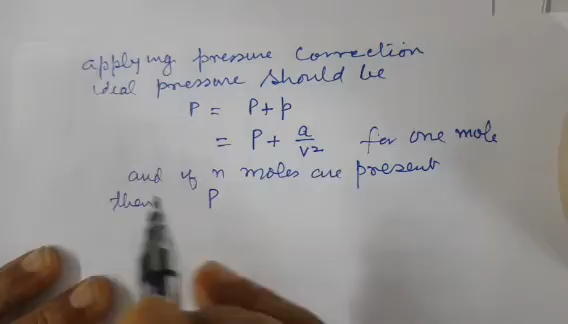 applying pressure correction
ideal pressure should be
P = P + p
= P + a/V2 for one mole
and if n moles are present
then P